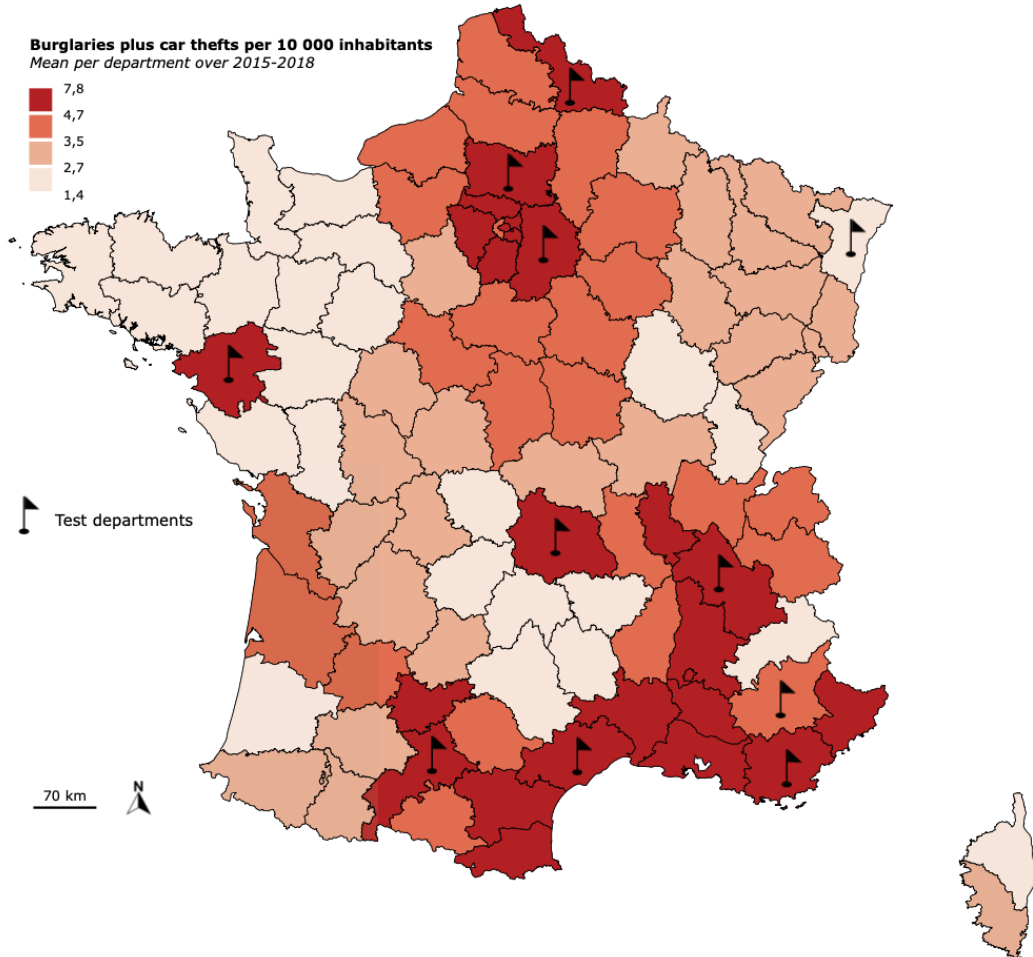 Burglaries plus car thefts per 10 000 inhabitants
Mean per department over 2015-2018
7,8
4,7
3,5
2,7
1,4
Test departments
70 km
N